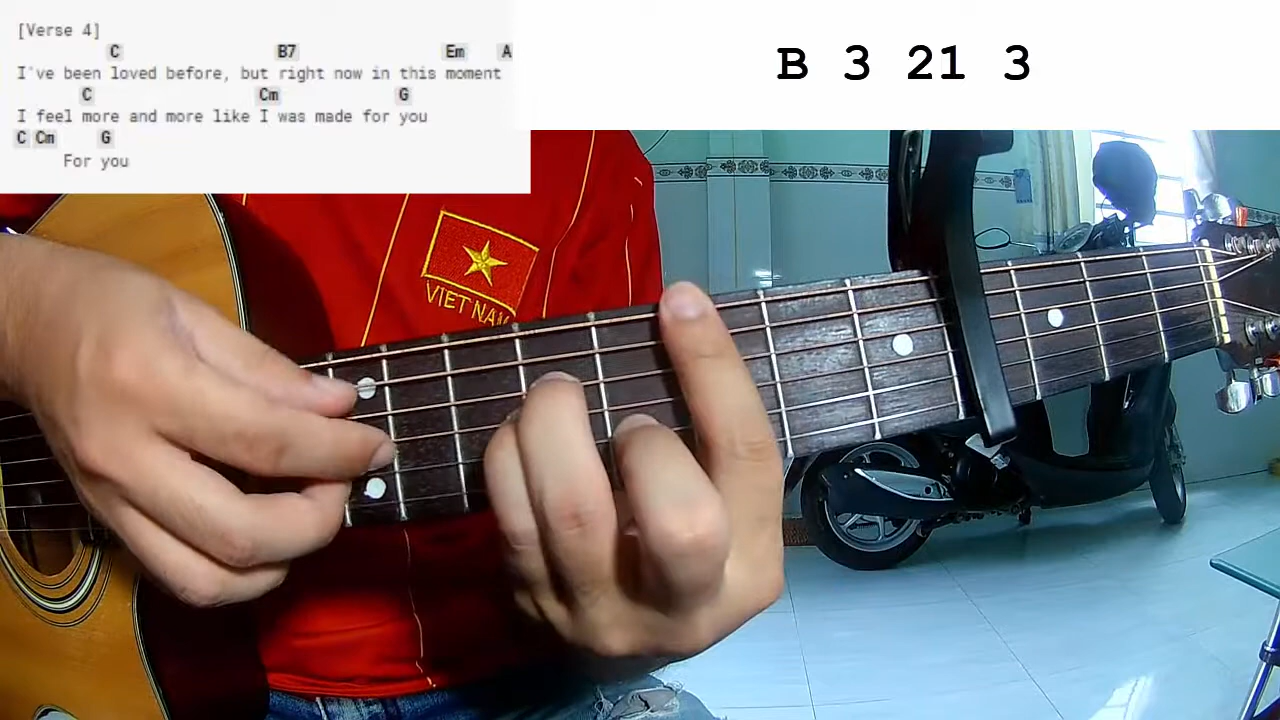 [Verse 4]
C B7 Em A
I've been loved before, but right now in this moment
C Cm G
I feel more and more like I was made for you
C Cm G
For you
B 3 21 3
VIET NAM